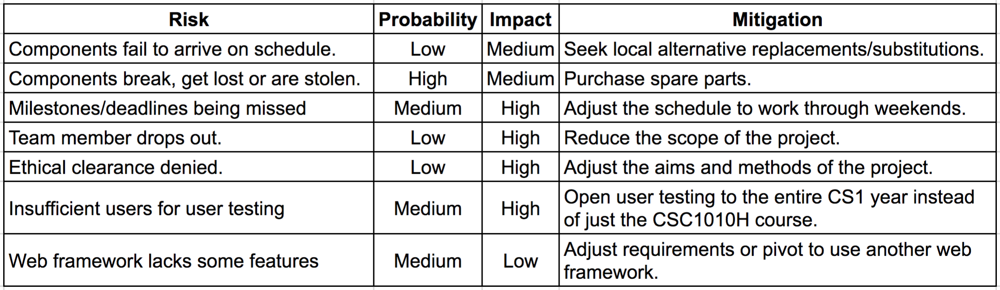 Risk Probability Impact Mitigation
Components fail to arrive on schedule. Low Medium Seek local alternative replacements/substitutions.
Components break, get lost or are stolen. High Medium Purchase spare parts.
Milestones/deadlines being missed Medium High Adjust the schedule to work through weekends.
Team member drops out. Low High Reduce the scope of the project.
Ethical clearance denied. Low High Adjust the aims and methods of the project.
Insufficient users for user testing Medium High Open user testing to the entire CS1 year instead
of just the CSC1010H course.
Web framework lacks some features Medium Low Adjust requirements or pivot to use another web
framework.